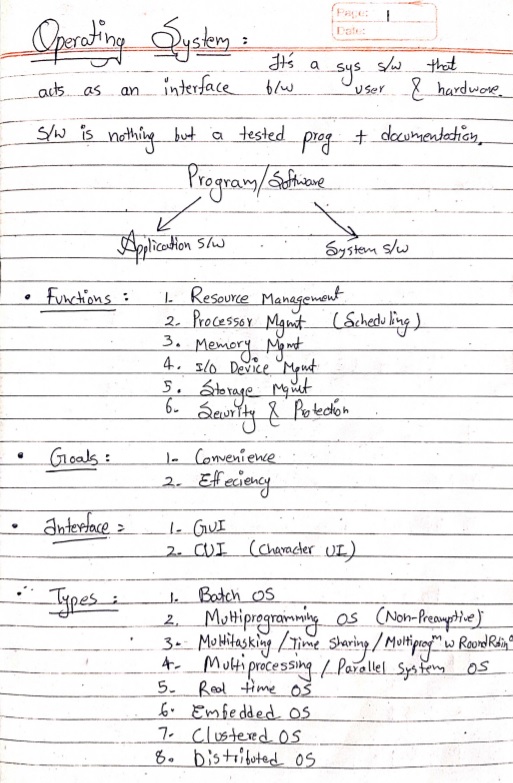 Page: 1
Date:
Operating System :
It's a sys s/w that
acts as an interface b/w user & hardware.
S/W is nothing but a tested prog + documentation.
Program/Software
Application S/W System S/W
• Functions : 1. Resource Management
2. Processor Mgmt (Scheduling)
3. Memory Mgmt
4. I/O Device Mgmt
5. Storage Mgmt
6. Security & Protection
• Goals : 1- Convenience
2. Effeciency
• Interface = 1. GUI
2. CUI (Character UI)
• Types : 1. Batch OS
2. Multiprogramming OS (Non-Preamptive)
3. Multitasking / Time Sharing / Multiprogᵐ w RoundRobin
4. Multiprocessing / Parallel System OS
5. Real time OS
6. Embedded OS
7. Clustered OS
8. Distributed OS